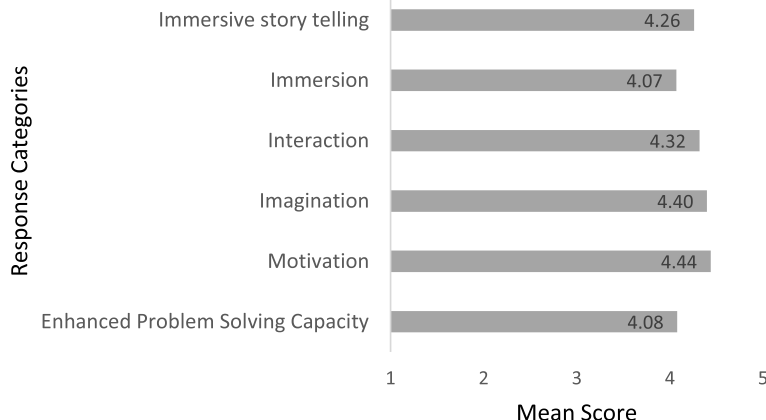 Response Categories
Immersive story telling 4.26
Immersion 4.07
Interaction 4.32
Imagination 4.40
Motivation 4.44
Enhanced Problem Solving Capacity 4.08
1 2 3 4 5
Mean Score